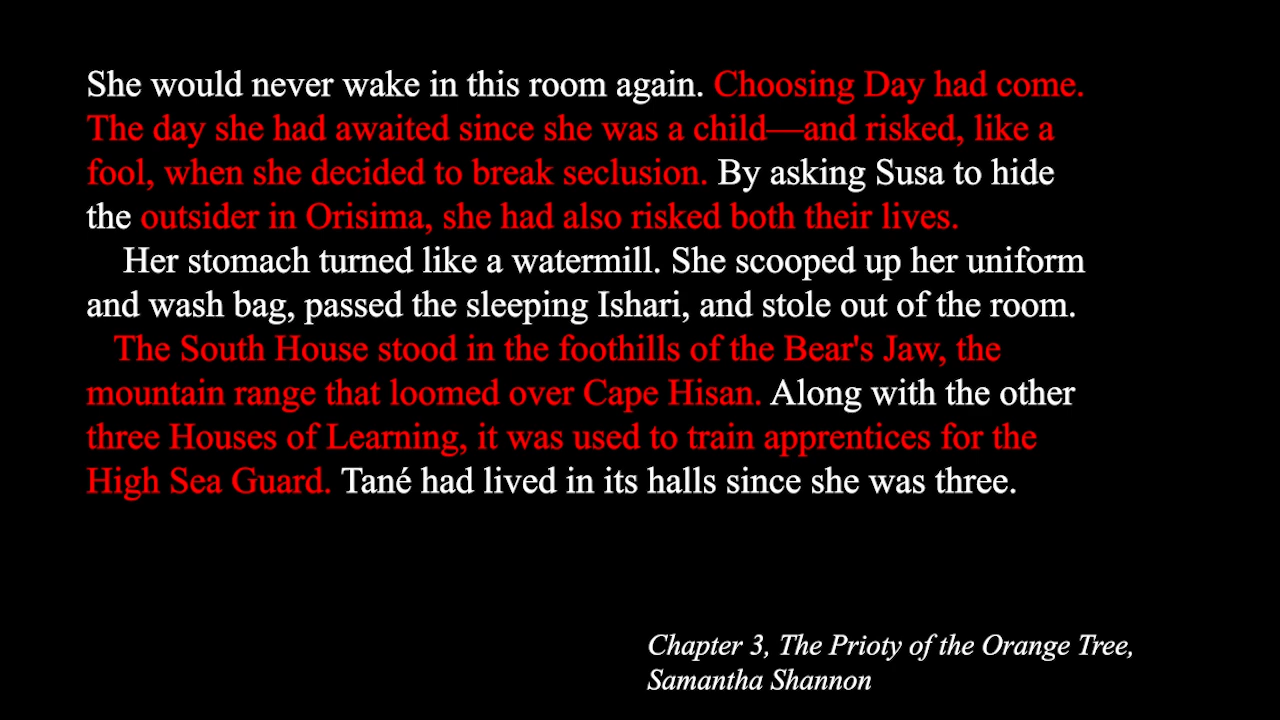 She would never wake in this room again. Choosing Day had come.
The day she had awaited since she was a child—and risked, like a
fool, when she decided to break seclusion. By asking Susa to hide
the outsider in Orisima, she had also risked both their lives.
Her stomach turned like a watermill. She scooped up her uniform
and wash bag, passed the sleeping Ishari, and stole out of the room.
The South House stood in the foothills of the Bear's Jaw, the
mountain range that loomed over Cape Hisan. Along with the other
three Houses of Learning, it was used to train apprentices for the
High Sea Guard. Tané had lived in its halls since she was three.
Chapter 3, The Prioty of the Orange Tree,
Samantha Shannon